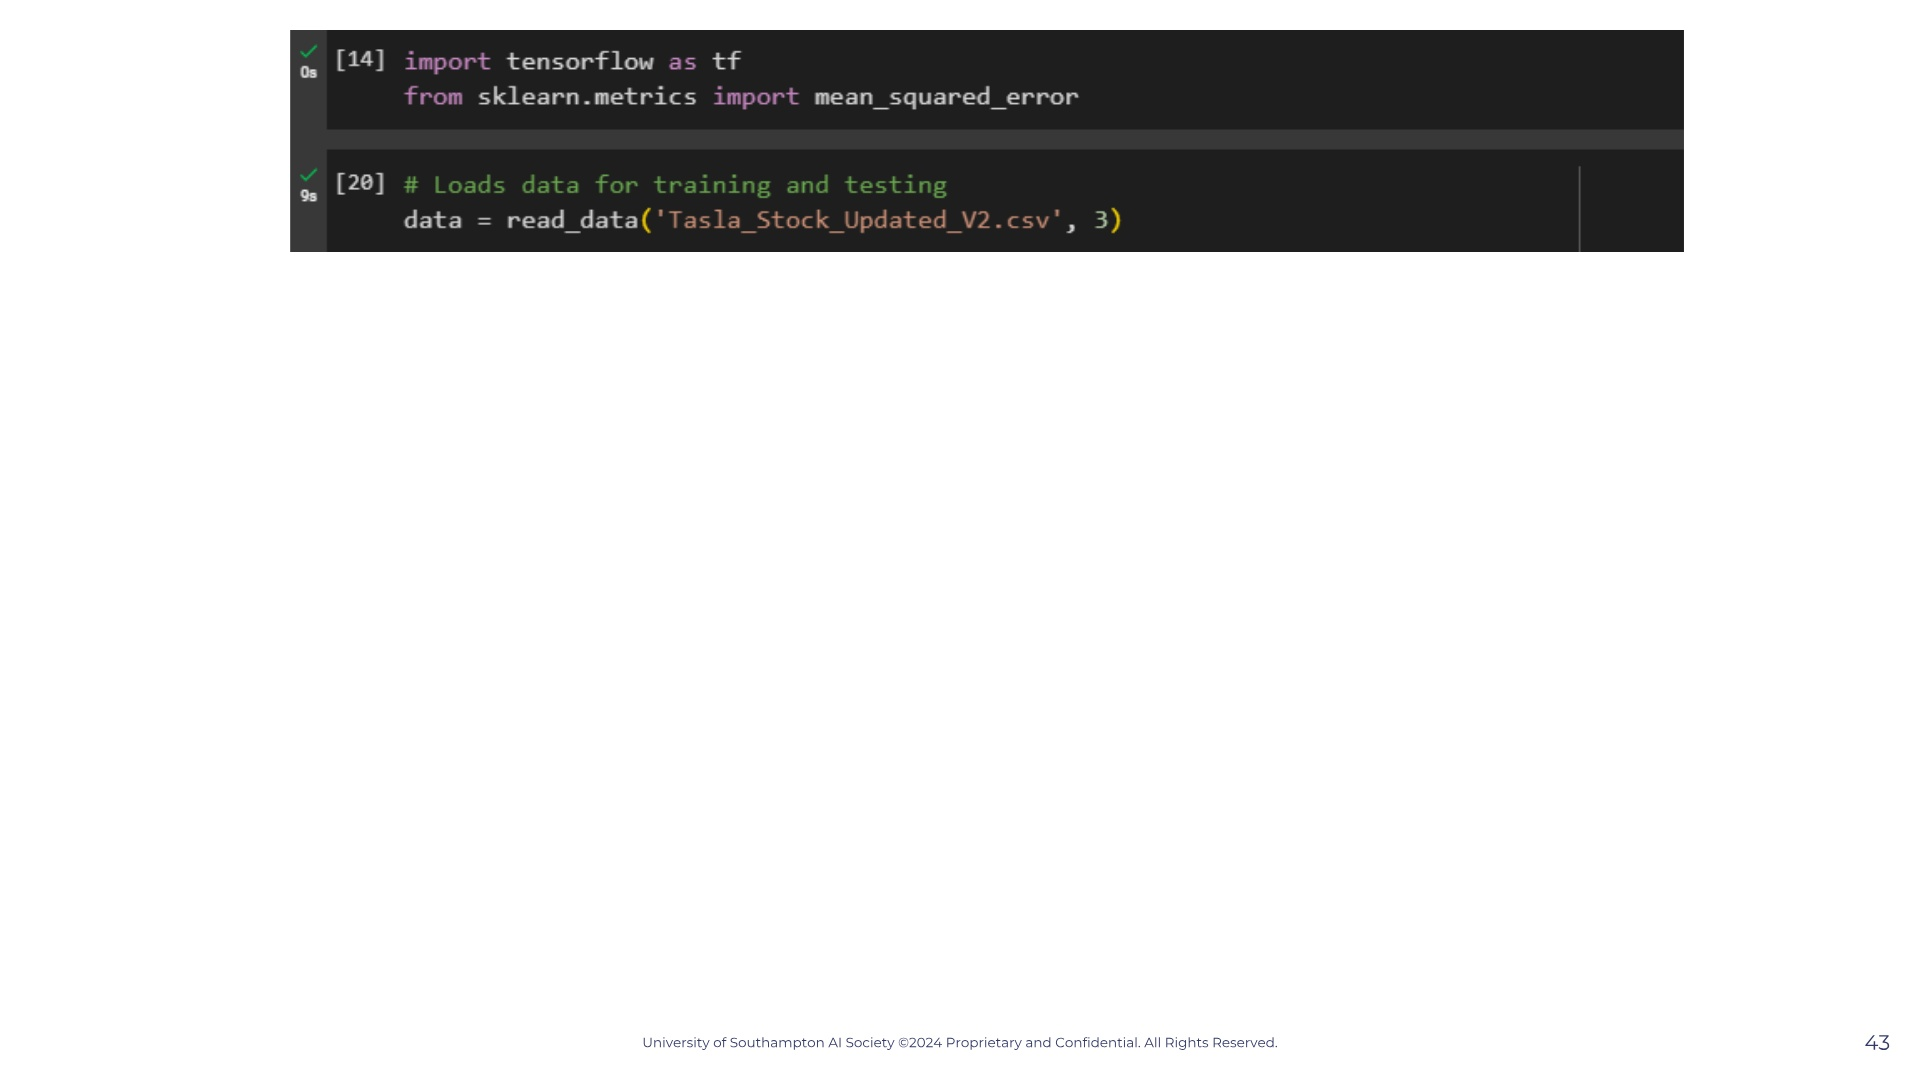 [14] import tensorflow as tf
from sklearn.metrics import mean_squared_error
0s
[20] # Loads data for training and testing
9s
data = read_data('Tasla_Stock_Updated_V2.csv', 3)
University of Southampton AI Society ©2024 Proprietary and Confidential. All Rights Reserved.
43